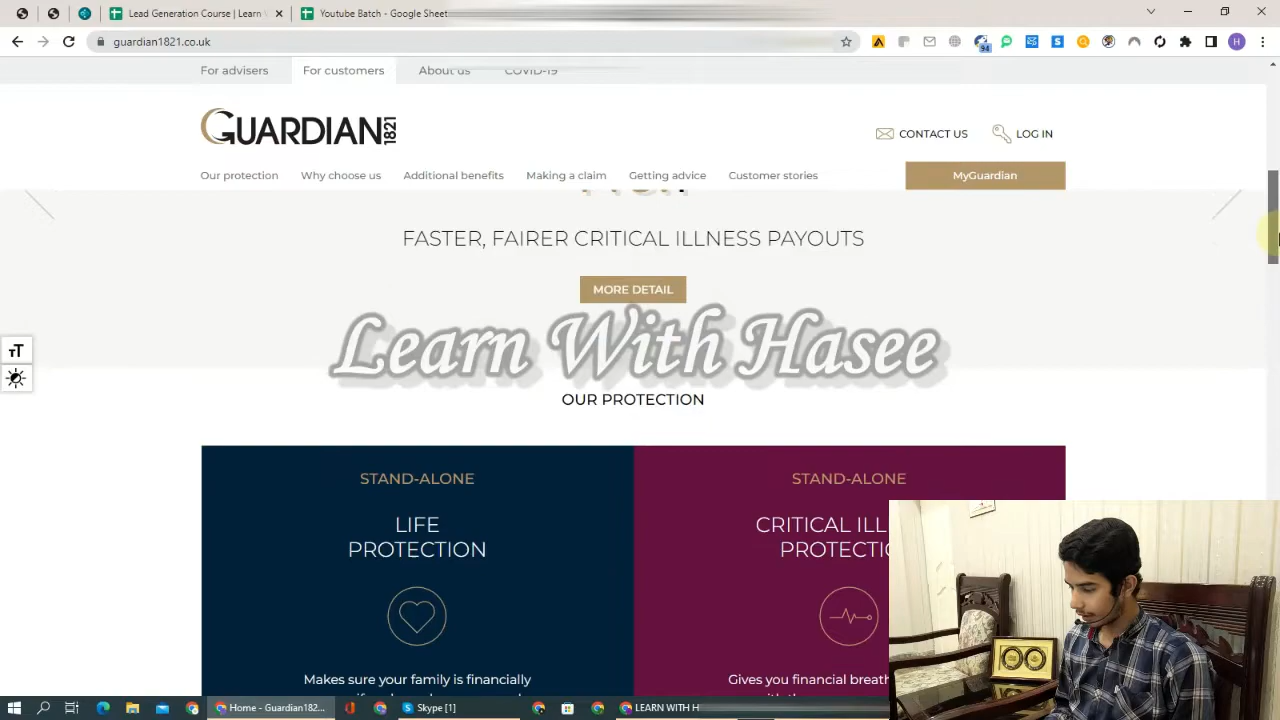 Lead Generation Course | Learn
Youtube Batch - Google Sheet
guardian1821.co.uk
94
H
For advisers
For customers
About us
COVID-19
GUARDIAN 1821
CONTACT US
LOG IN
Our protection
Why choose us
Additional benefits
Making a claim
Getting advice
Customer stories
MyGuardian
FASTER, FAIRER CRITICAL ILLNESS PAYOUTS
MORE DETAIL
Learn With Hasee
TT
OUR PROTECTION
STAND-ALONE
LIFE
PROTECTION
Makes sure your family is financially
STAND-ALONE
CRITICAL ILL
PROTECTIO
Gives you financial breath
Home - Guardian182...
Skype [1]
LEARN WITH H